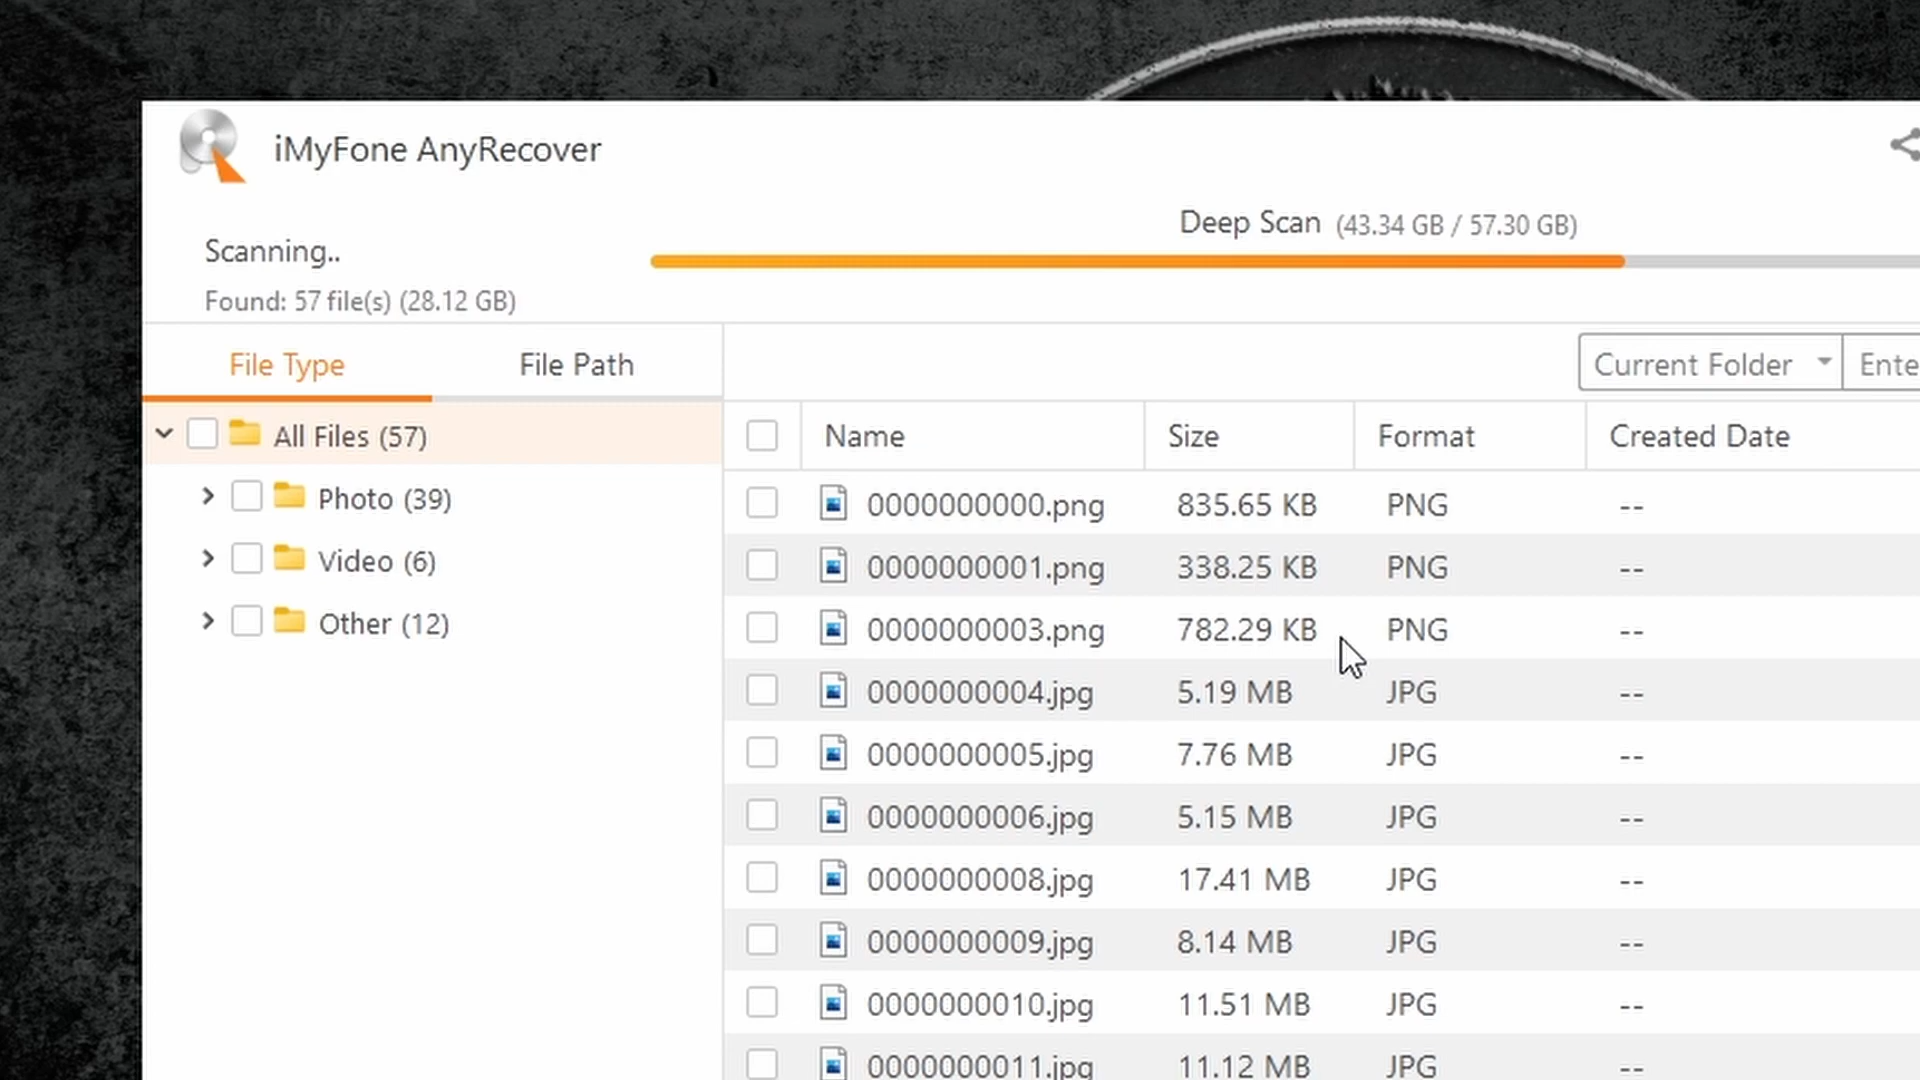 iMyFone AnyRecover
Deep Scan (43.34 GB / 57.30 GB)
Scanning..
Found: 57 file(s) (28.12 GB)
File Type File Path
Current Folder Ente
All Files (57)
Photo (39)
Video (6)
Other (12)
Name Size Format Created Date
0000000000.png 835.65 KB PNG --
0000000001.png 338.25 KB PNG --
0000000003.png 782.29 KB PNG --
0000000004.jpg 5.19 MB JPG --
0000000005.jpg 7.76 MB JPG --
0000000006.jpg 5.15 MB JPG --
0000000008.jpg 17.41 MB JPG --
0000000009.jpg 8.14 MB JPG --
0000000010.jpg 11.51 MB JPG --
0000000011.jpg 11.12 MB JPG --